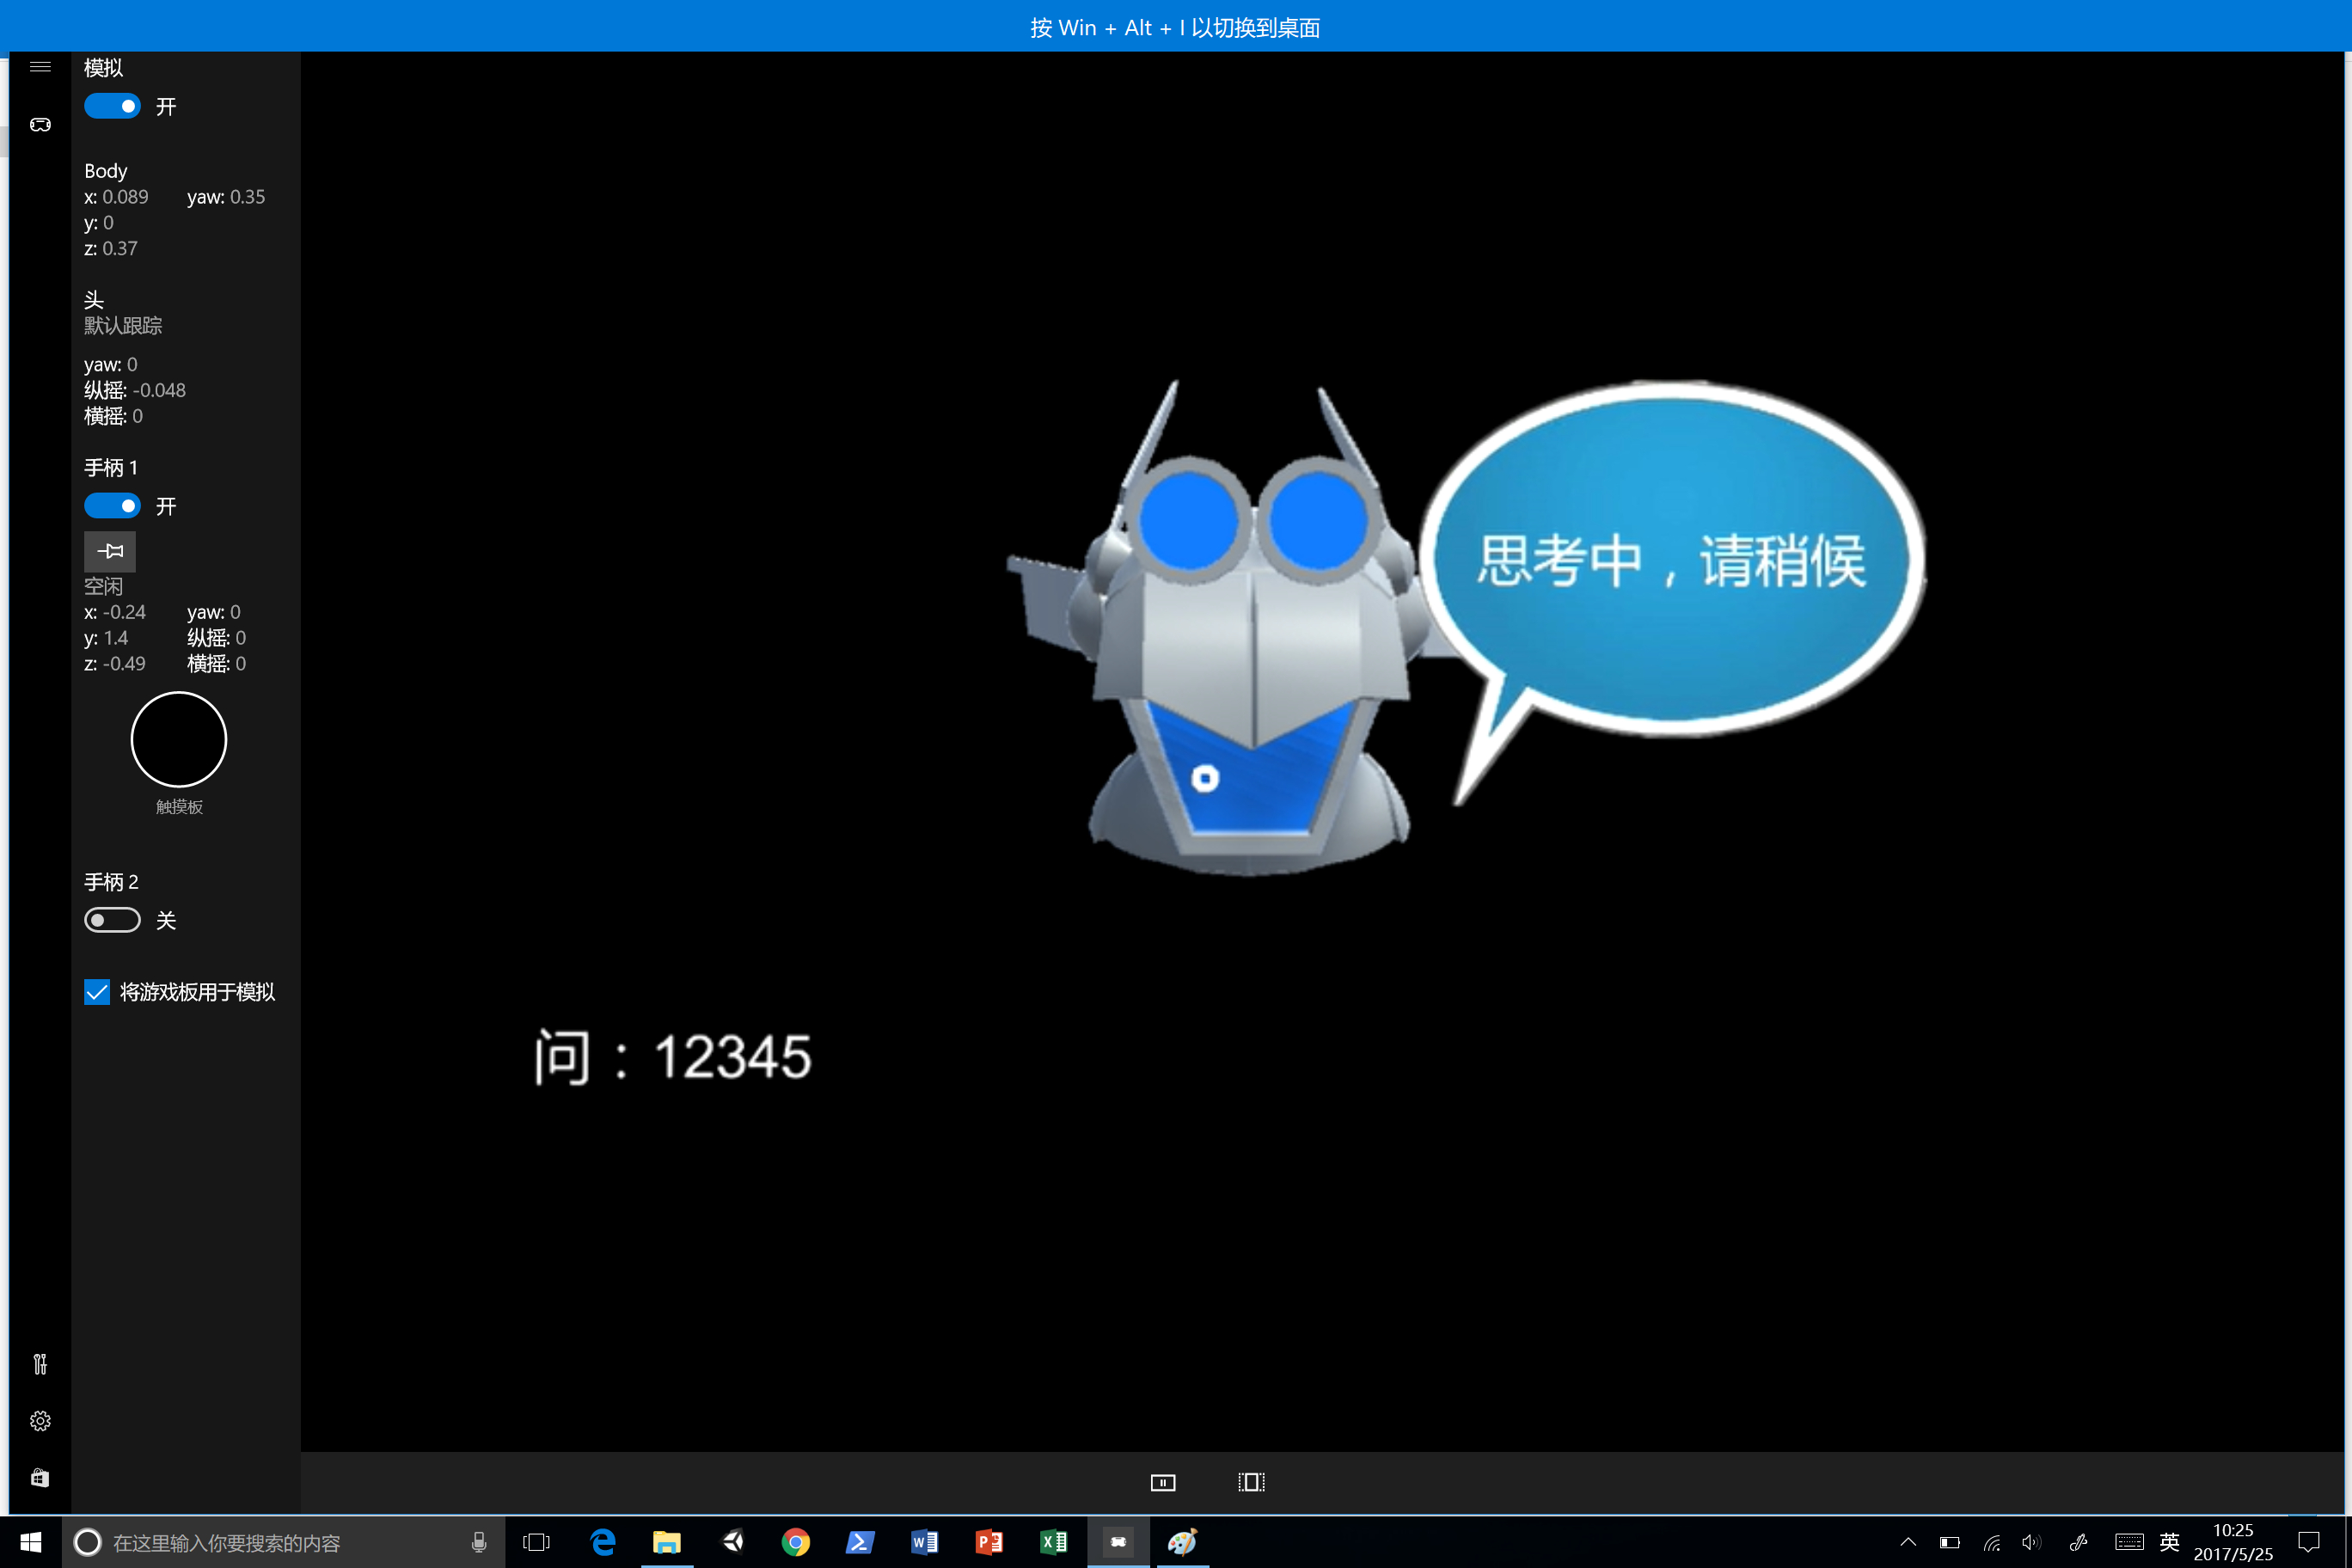 按 Win + Alt + I 以切换到桌面
模拟
开
Body
x: 0.089 yaw: 0.35
y: 0
z: 0.37
头
默认跟踪
yaw: 0
纵摇: -0.048
横摇: 0
手柄 1
开
空闲
x: -0.24 yaw: 0
y: 1.4 纵摇: 0
z: -0.49 横摇: 0
触摸板
手柄 2
关
将游戏板用于模拟
思考中，请稍候
问：12345
在这里输入你要搜索的内容
英
10:25
2017/5/25